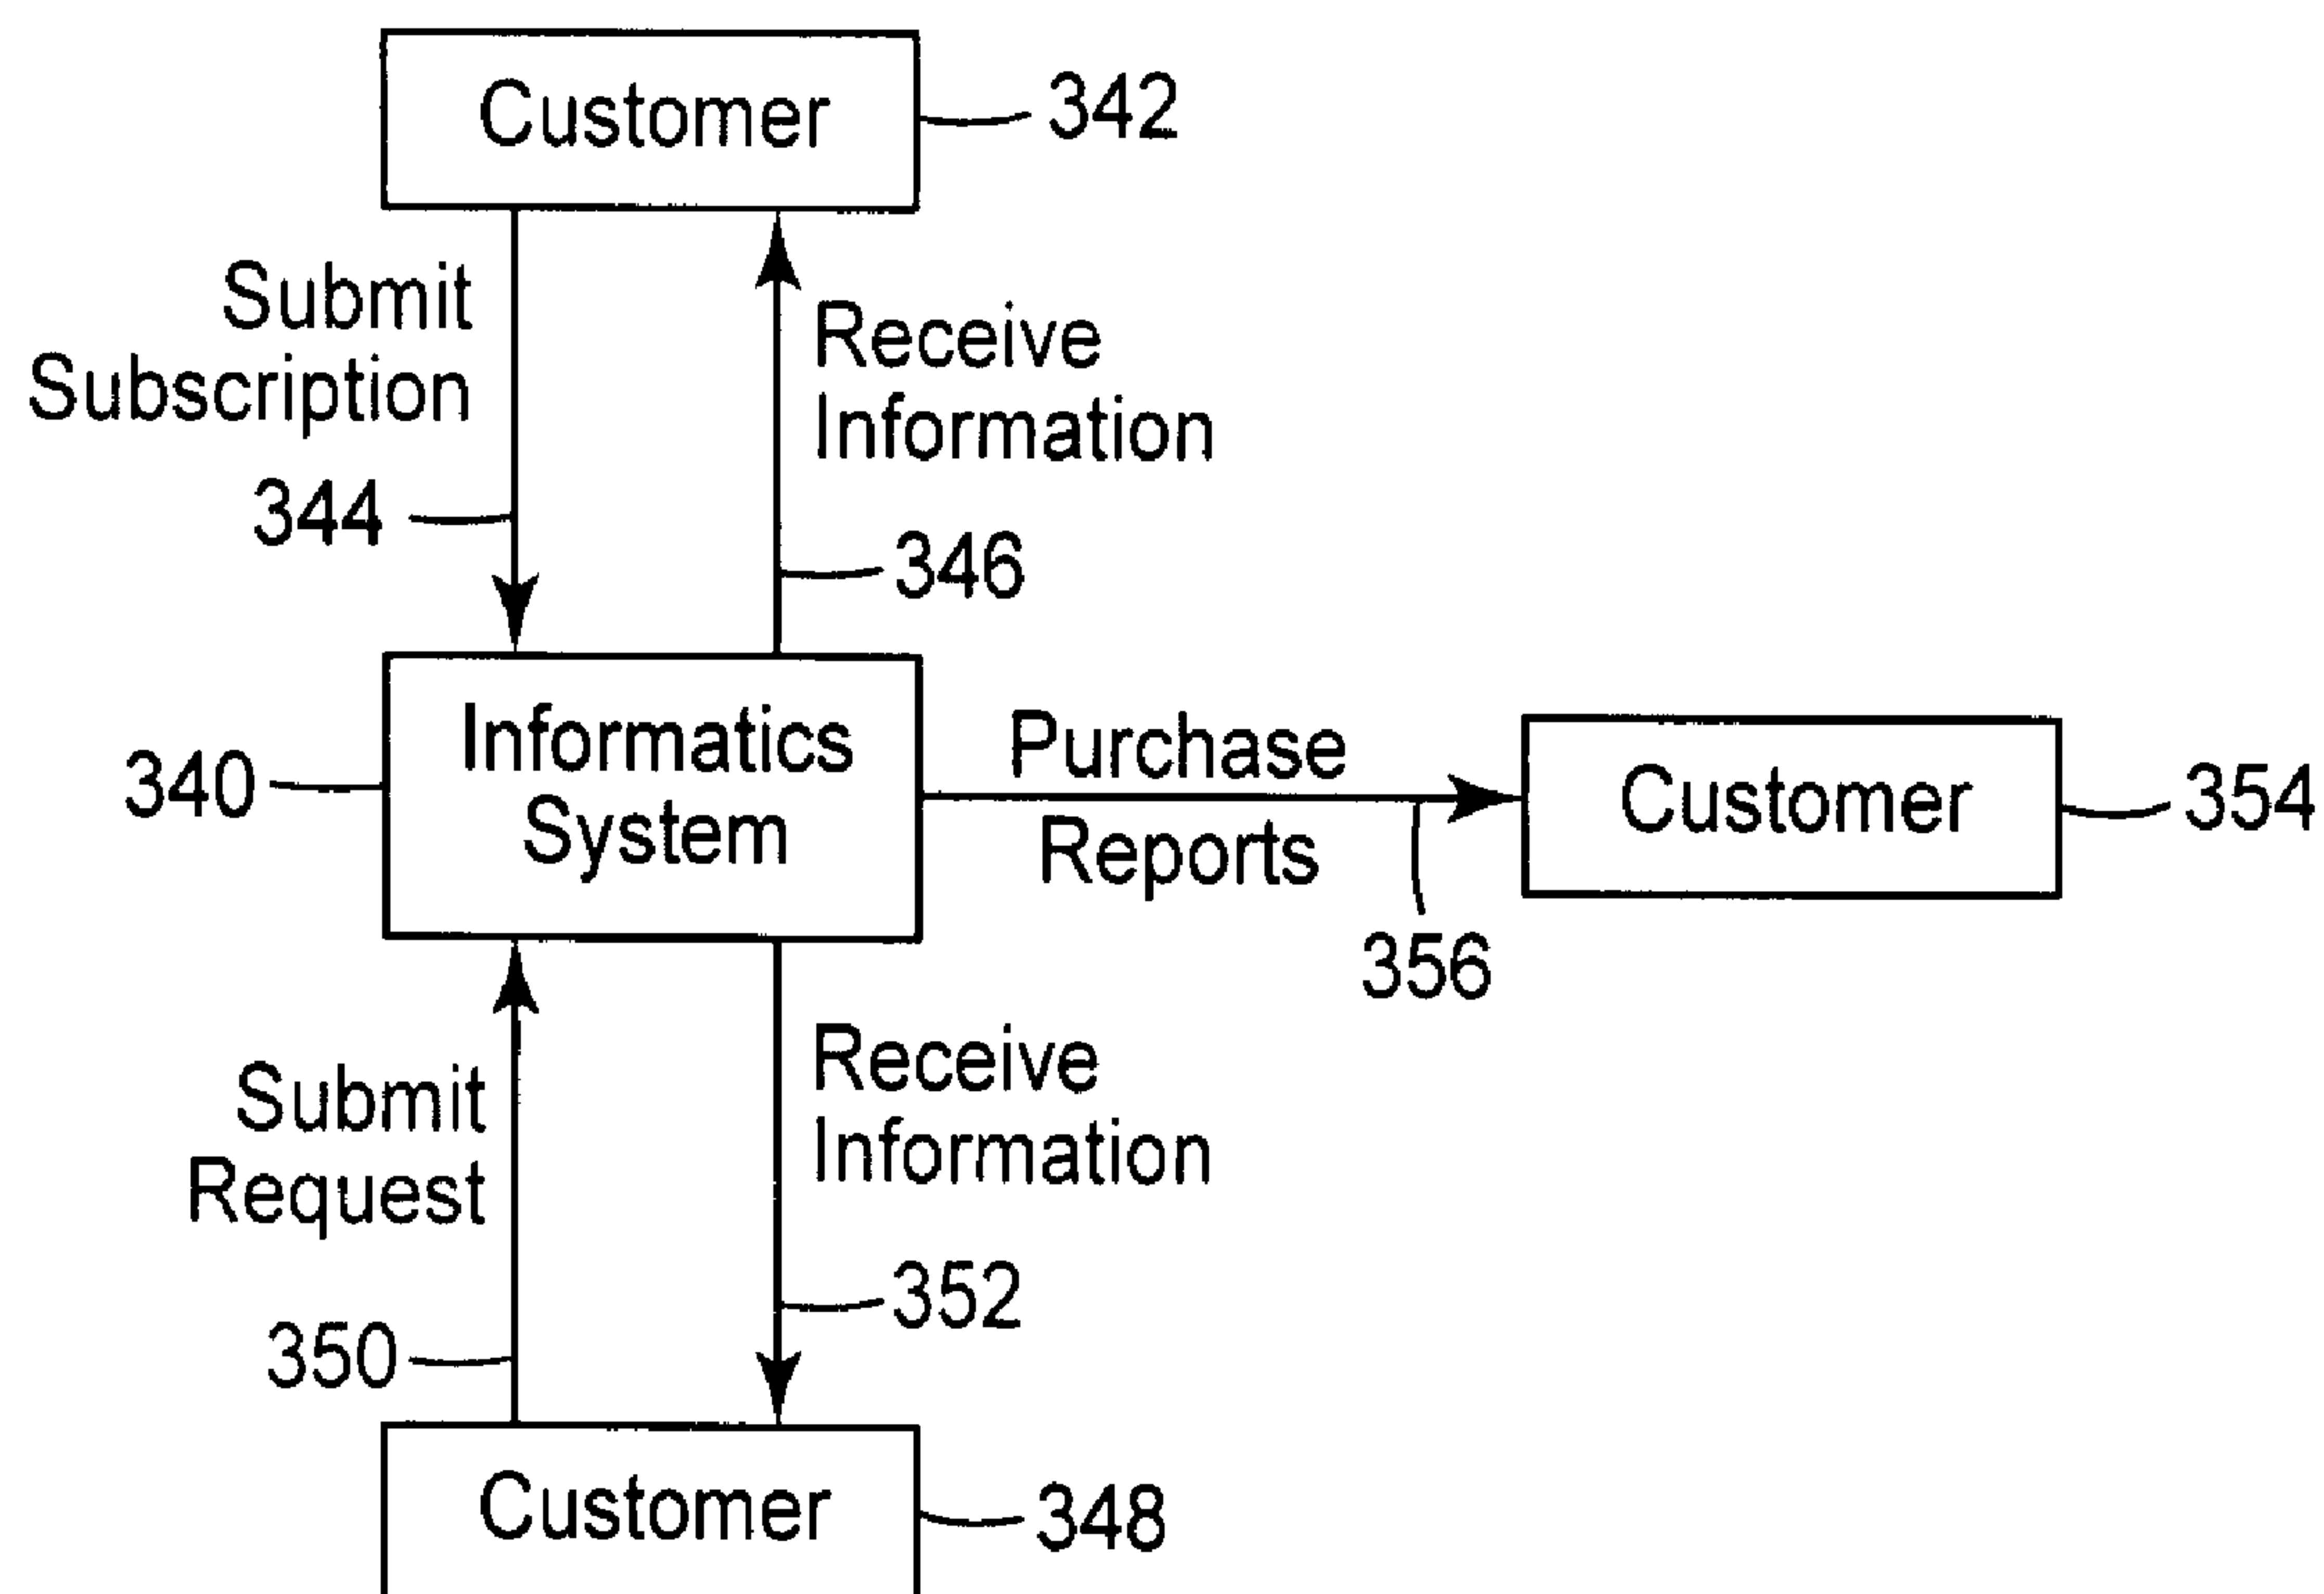 Customer
342
Submit
Subscription
Receive
Information
344
346
Informatics
System
340
Purchase
Reports
356
Customer
354
Submit
Request
Receive
Information
352
350
Customer
348